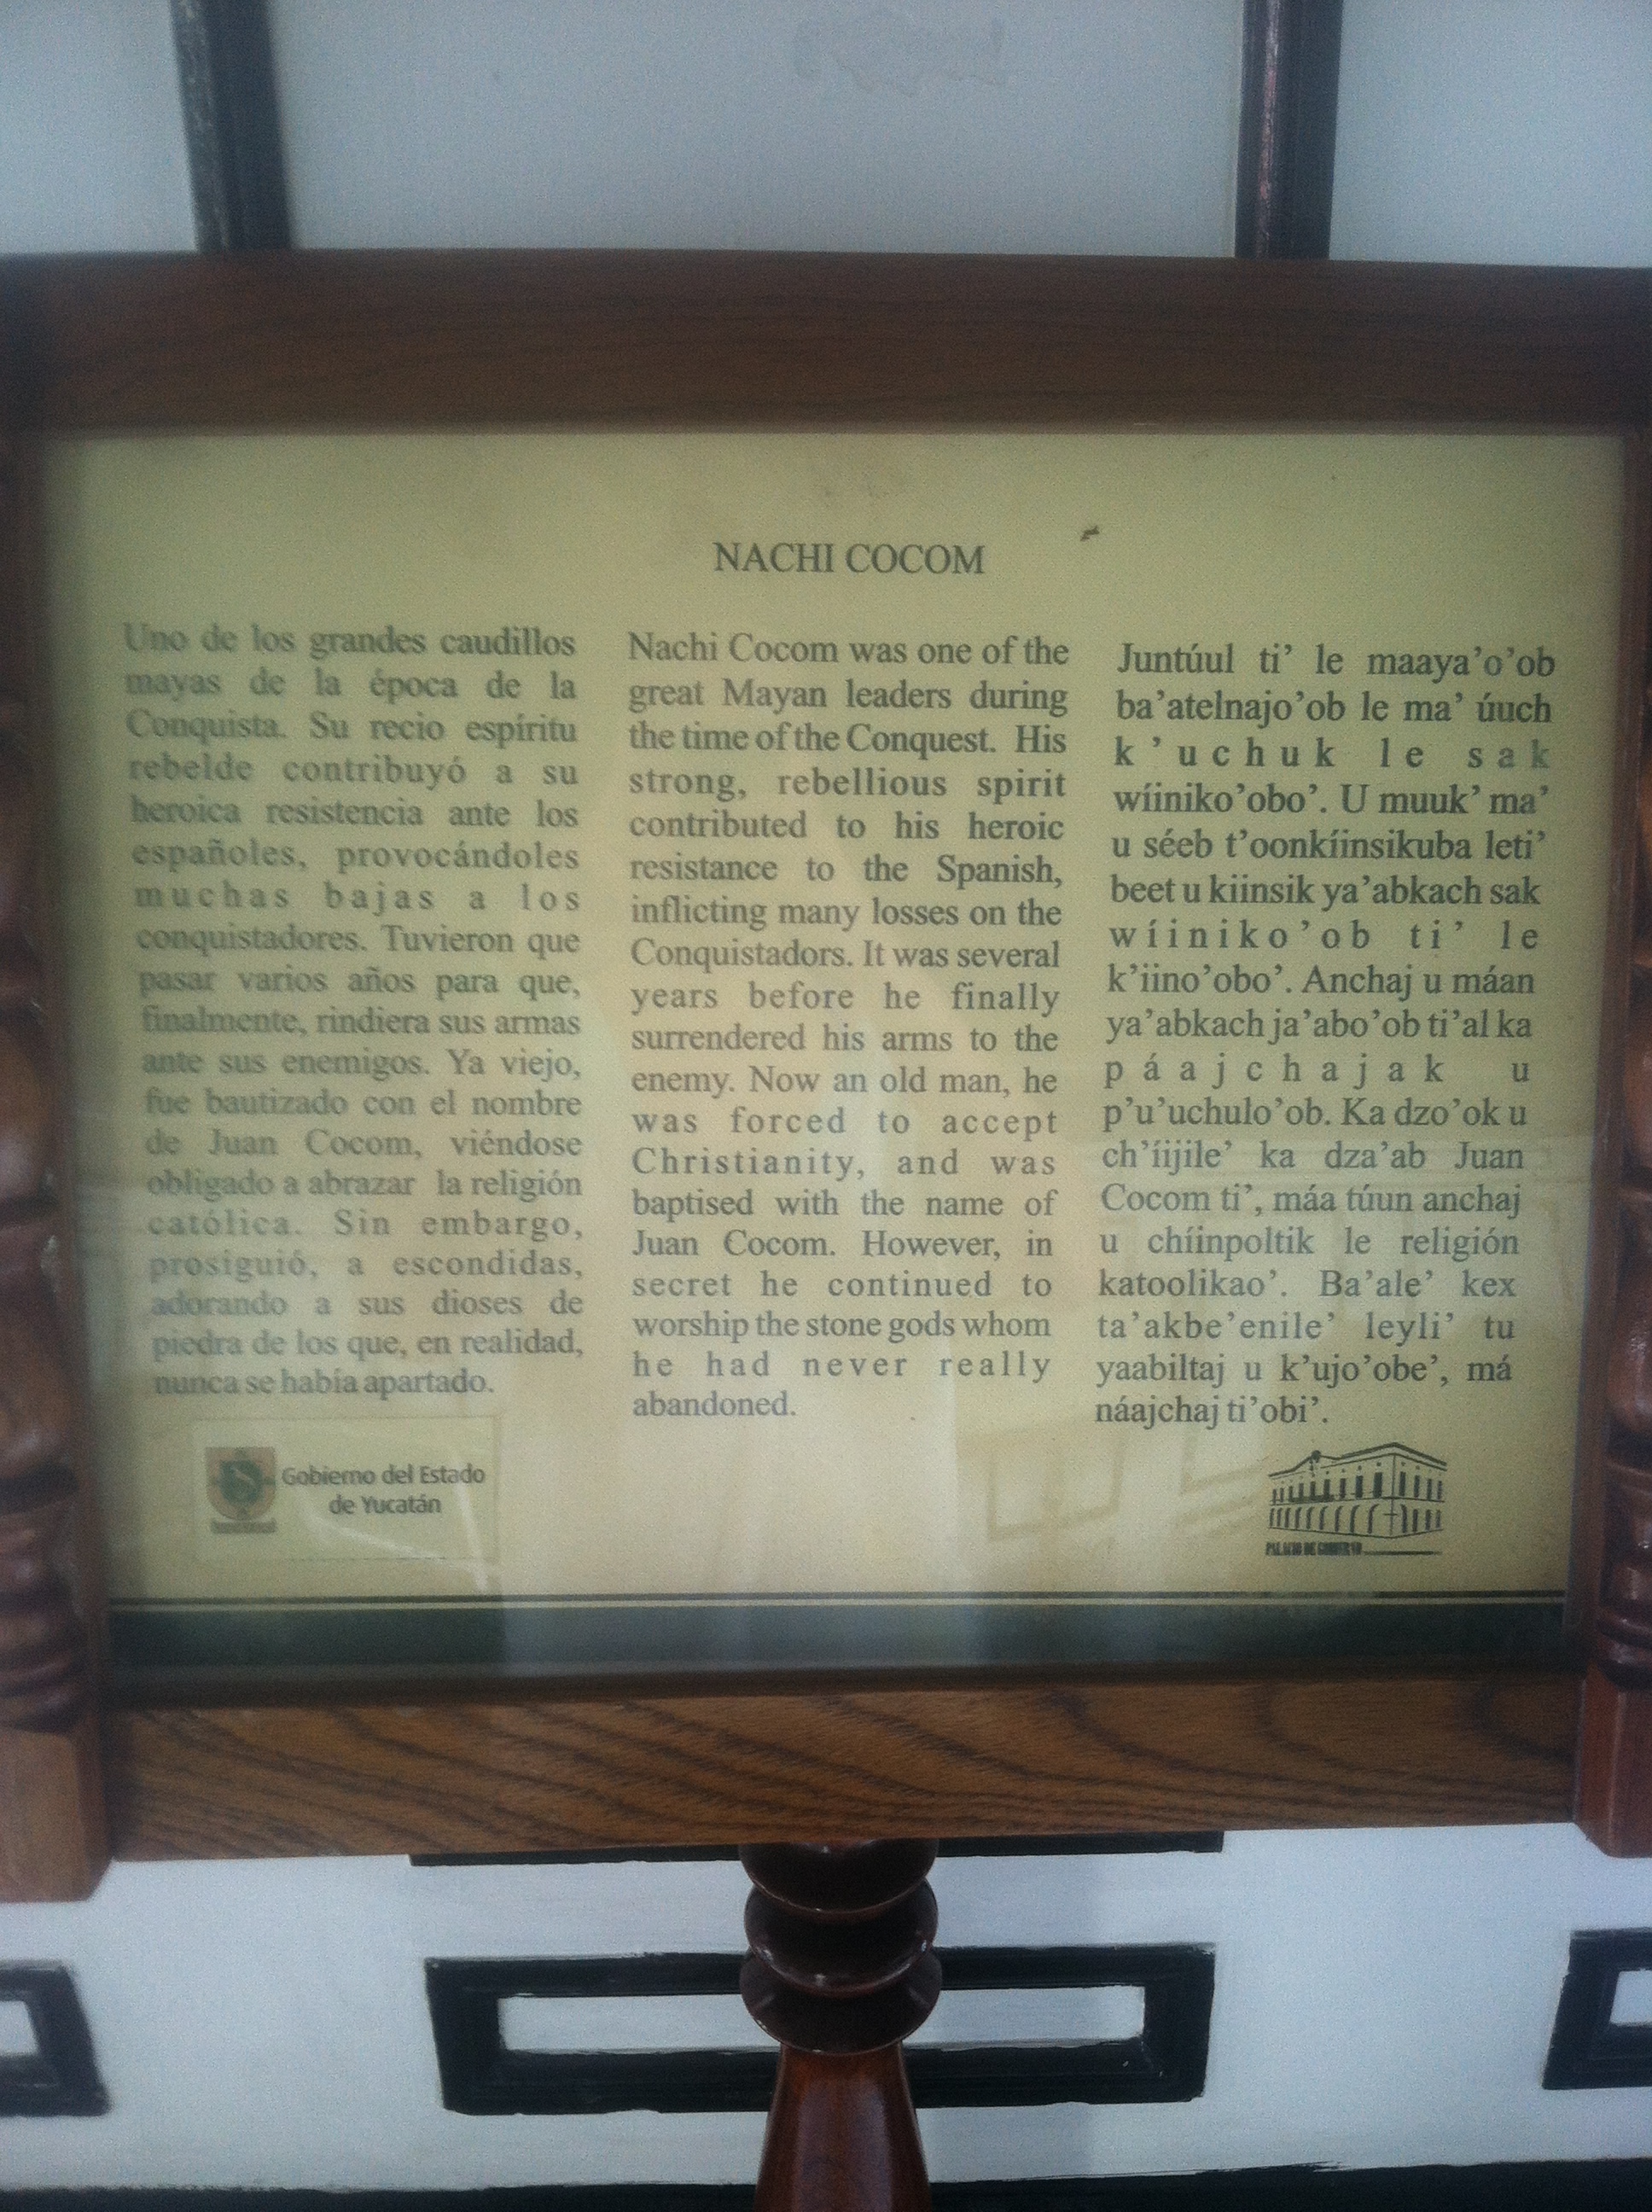 NACHI COCOM
Uno de los grandes caudillos
mayas de la época de la
Conquista. Su recio espíritu
rebelde contribuyó a su
heroica resistencia ante los
españoles, provocándoles
muchas bajas a los
conquistadores. Tuvieron que
pasar varios años para que,
finalmente, rindiera sus armas
ante sus enemigos. Ya viejo,
fue bautizado con el nombre
de Juan Cocom, viéndose
obligado a abrazar la religión
católica. Sin embargo,
prosiguió, a escondidas,
adorando a sus dioses de
piedra de los que, en realidad,
nunca se había apartado.
Nachi Cocom was one of the
great Mayan leaders during
the time of the Conquest. His
strong, rebellious spirit
contributed to his heroic
resistance to the Spanish,
inflicting many losses on the
Conquistadors. It was several
years before he finally
surrendered his arms to the
enemy. Now an old man, he
was forced to accept
Christianity, and was
baptised with the name of
Juan Cocom. However, in
secret he continued to
worship the stone gods whom
he had never really
abandoned.
Juntúul ti’ le maaya’o’ob
ba’atelnajo’ob le ma’ úuch
k’uchuk le sak
wíiniko’obo’. U muuk’ ma’
u séeb t’oonkíinsikuba leti’
beet u kiinsik ya’abkach sak
wíiniko’ob ti’ le
k’iino’obo’. Anchaj u máan
ya’abkach ja’abo’ob ti’al ka
páajchajak u
p’u’uchulo’ob. Ka dzo’ok u
ch’íijile’ ka dza’ab Juan
Cocom ti’, máa túun anchaj
u chíinpoltik le religión
katoolikao’. Ba’ale’ kex
ta’akbe’enile’ leyli’ tu
yaabiltaj u k’ujo’obe’, má
náajchaj ti’obi’.
Gobierno del Estado
de Yucatán
PALACIO DE GOBIERNO